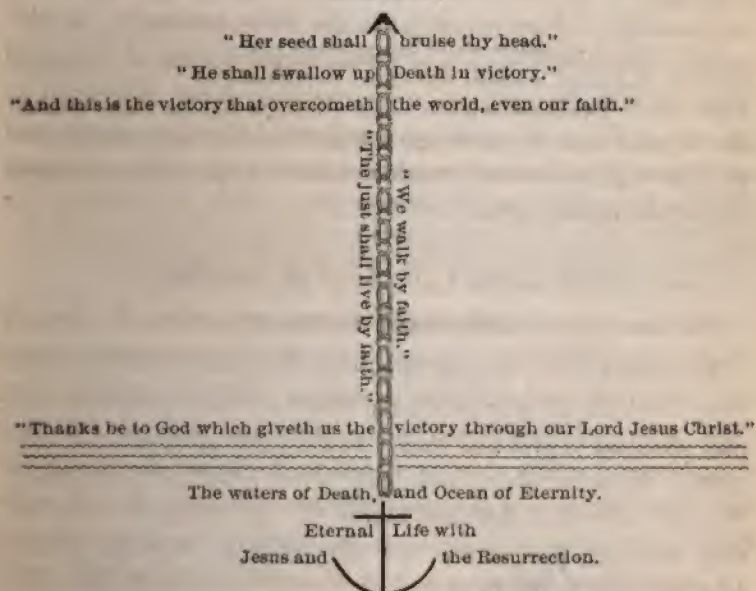 “Her seed shall bruise thy head.”
“He shall swallow up Death in victory.”
“And this is the victory that overcometh the world, even our faith.”
“The just shall live by faith.”
“We walk by faith.”
“Thanks be to God which giveth us the victory through our Lord Jesus Christ.”
The waters of Death, and Ocean of Eternity.
Eternal Life with
Jesus and the Resurrection.